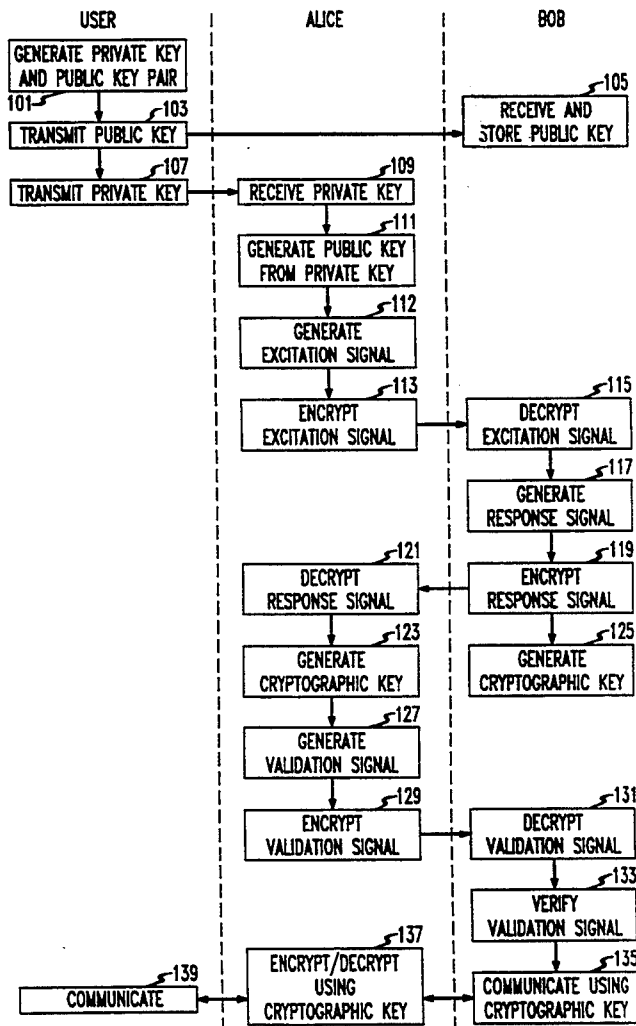 USER
ALICE
BOB
GENERATE PRIVATE KEY
AND PUBLIC KEY PAIR
101
103
TRANSMIT PUBLIC KEY
105
RECEIVE AND
STORE PUBLIC KEY
107
TRANSMIT PRIVATE KEY
109
RECEIVE PRIVATE KEY
111
GENERATE PUBLIC KEY
FROM PRIVATE KEY
112
GENERATE
EXCITATION SIGNAL
113
ENCRYPT
EXCITATION SIGNAL
115
DECRYPT
EXCITATION SIGNAL
117
GENERATE
RESPONSE SIGNAL
119
ENCRYPT
RESPONSE SIGNAL
121
DECRYPT
RESPONSE SIGNAL
123
GENERATE
CRYPTOGRAPHIC KEY
125
GENERATE
CRYPTOGRAPHIC KEY
127
GENERATE
VALIDATION SIGNAL
129
ENCRYPT
VALIDATION SIGNAL
131
DECRYPT
VALIDATION SIGNAL
133
VERIFY
VALIDATION SIGNAL
135
COMMUNICATE USING
CRYPTOGRAPHIC KEY
137
ENCRYPT/DECRYPT
USING
CRYPTOGRAPHIC KEY
139
COMMUNICATE